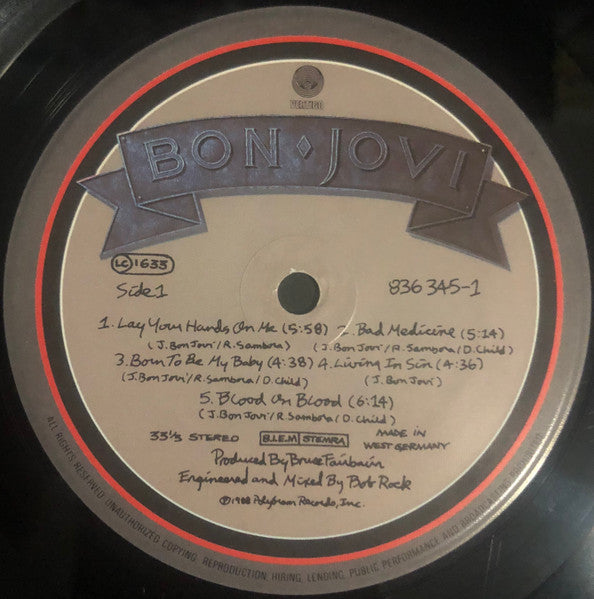 VERTIGO
BON • JOVI
LC 1633
Side 1
836 345-1
1. Lay Your Hands On Me (5:58) 2. Bad Medicine (5:14)
(J. Bon Jovi/R. Sambora) (J. Bon Jovi/R. Sambora/D. Child)
3. Born To Be My Baby (4:38) 4. Living In Sin (4:36)
(J. Bon Jovi/R. Sambora/D. Child) (J. Bon Jovi)
5. Blood On Blood (6:14)
(J. Bon Jovi/R. Sambora/D. Child)
33 1/3 STEREO B.I.E.M STEMRA MADE IN
WEST GERMANY
Produced By Bruce Fairbairn
Engineered and Mixed By Bob Rock
℗©1988 Polygram Records, Inc.
ALL RIGHTS RESERVED. UNAUTHORIZED COPYING, REPRODUCTION, HIRING, LENDING, PUBLIC PERFORMANCE AND BROADCASTING PROHIBITED